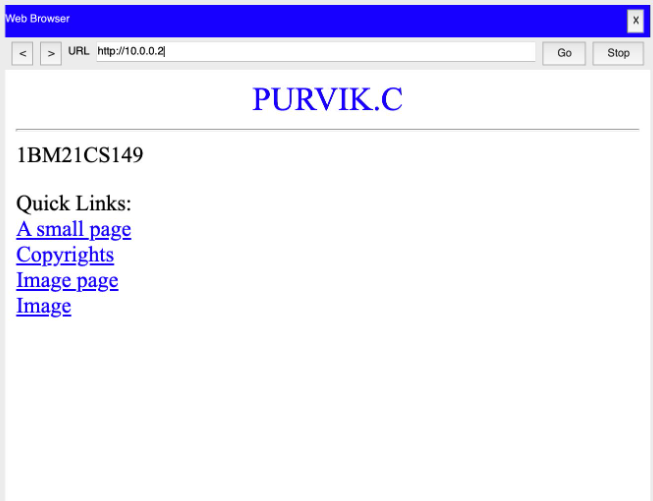 Web Browser
X
< > URL http://10.0.0.2 Go Stop
PURVIK.C
1BM21CS149
Quick Links:
A small page
Copyrights
Image page
Image